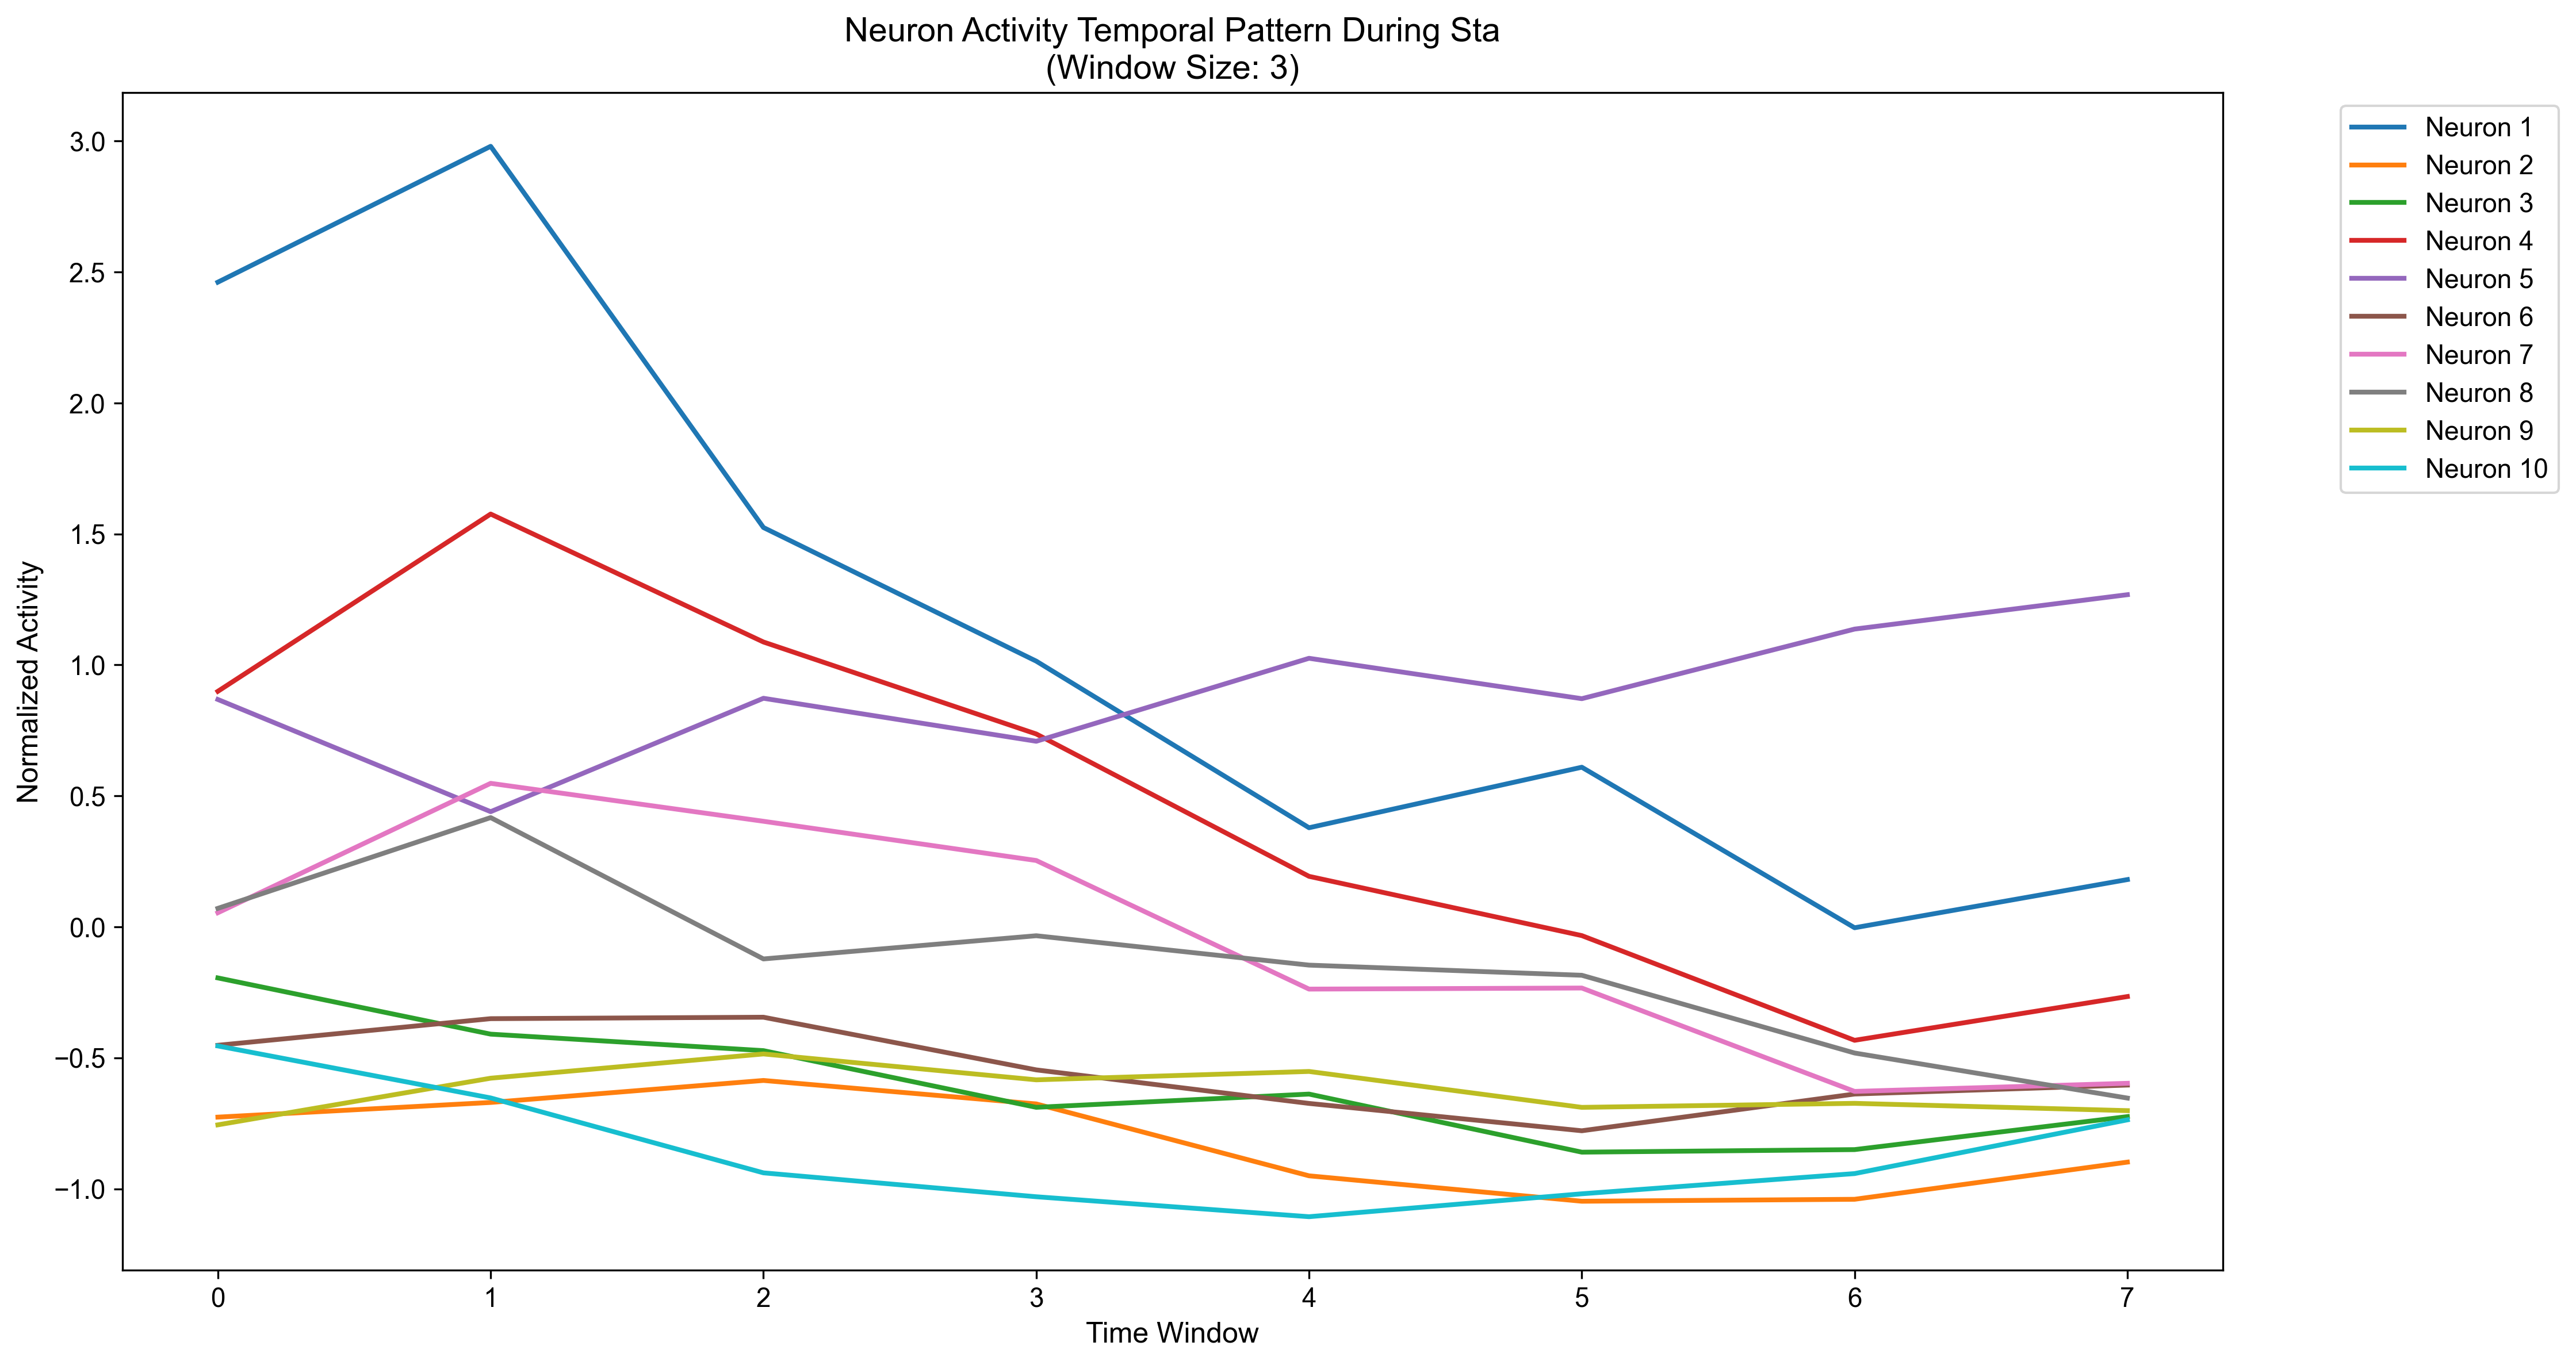 Neuron Activity Temporal Pattern During Sta
(Window Size: 3)
Normalized Activity
3.0
2.5
2.0
1.5
1.0
0.5
0.0
−0.5
−1.0
0 1 2 3 4 5 6 7
Time Window
Neuron 1
Neuron 2
Neuron 3
Neuron 4
Neuron 5
Neuron 6
Neuron 7
Neuron 8
Neuron 9
Neuron 10